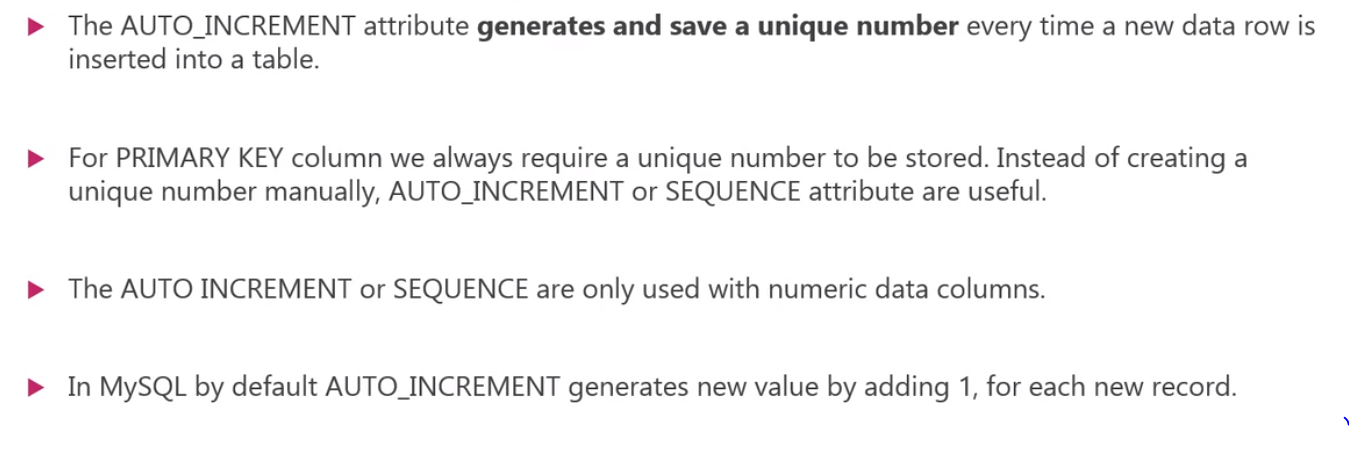 The AUTO_INCREMENT attribute generates and save a unique number every time a new data row is
inserted into a table.
For PRIMARY KEY column we always require a unique number to be stored. Instead of creating a
unique number manually, AUTO_INCREMENT or SEQUENCE attribute are useful.
The AUTO INCREMENT or SEQUENCE are only used with numeric data columns.
In MySQL by default AUTO_INCREMENT generates new value by adding 1, for each new record.